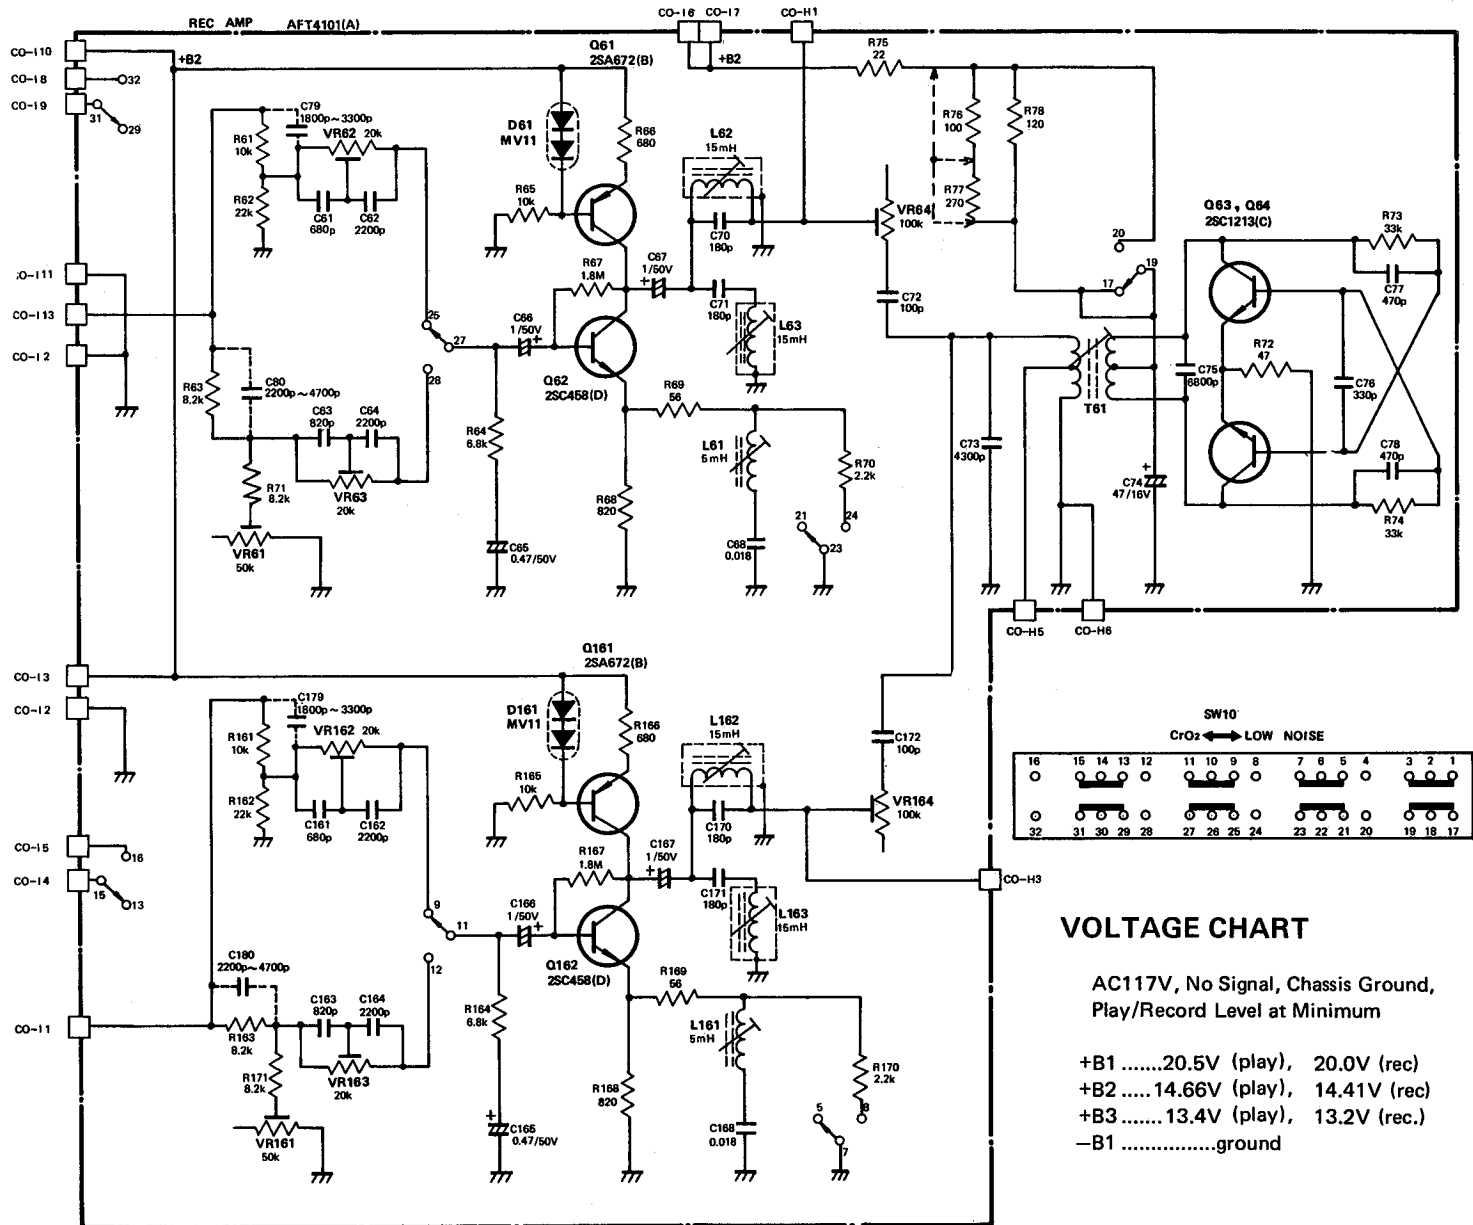 REC AMP AFT4101(A)
CO-I6 CO-I7 CO-H1
CO-I10
+B2
CO-I8
32
CO-I9
31
29
C79
1800p~3300p
R61
10k
VR62 20k
R62
22k
C61
680p
C62
2200p
Q61
2SA672(B)
D61
MV11
R66
680
R65
10k
+B2
R75
22
R76
100
R78
120
R77
270
L62
15mH
C70
180p
VR64
100k
Q63, Q64
2SC1213(C)
R73
33k
C77
470p
20
19
17
:O-I11
CO-I13
CO-I2
R67
1.8M
C67
+ 1/50V
C71
180p
L63
15mH
C72
100p
C66
1/50V
+
25
27
28
Q62
2SC458(D)
R72
47
C75
6800p
C76
330p
T61
R63
8.2k
C80
2200p~4700p
C63
820p
C64
2200p
VR63
20k
R71
8.2k
VR61
50k
R64
6.8k
C65
0.47/50V
R69
56
L61
5mH
R70
2.2k
R68
820
C68
0.018
21
24
23
C73
4300p
+
C74
47/16V
C78
470p
R74
33k
CO-H5
CO-H6
CO-I3
CO-I2
C179
1800p~3300p
R161
10k
VR162 20k
R162
22k
C161
680p
C162
2200p
Q161
2SA672(B)
D161
MV11
R166
680
R165
10k
L162
15mH
C170
180p
C172
100p
VR164
100k
SW10
CrO2 LOW NOISE
16 15 14 13 12 11 10 9 8 7 6 5 4 3 2 1
32 31 30 29 28 27 26 25 24 23 22 21 20 19 18 17
CO-I5
16
CO-I4
15
13
R167
1.8M
C167
+ 1/50V
C171
180p
L163
15mH
CO-H3
C166
1/50V
+
9
11
12
Q162
2SC458(D)
CO-I1
C180
2200p~4700p
C163
820p
C164
2200p
R163
8.2k
R171
8.2k
VR163
20k
VR161
50k
R164
6.8k
+
C165
0.47/50V
R169
56
L161
5mH
R170
2.2k
R168
820
C168
0.018
5
8
7
VOLTAGE CHART
AC117V, No Signal, Chassis Ground,
Play/Record Level at Minimum
+B1 .......20.5V (play), 20.0V (rec)
+B2 .....14.66V (play), 14.41V (rec)
+B3 .......13.4V (play), 13.2V (rec.)
—B1 ................ground